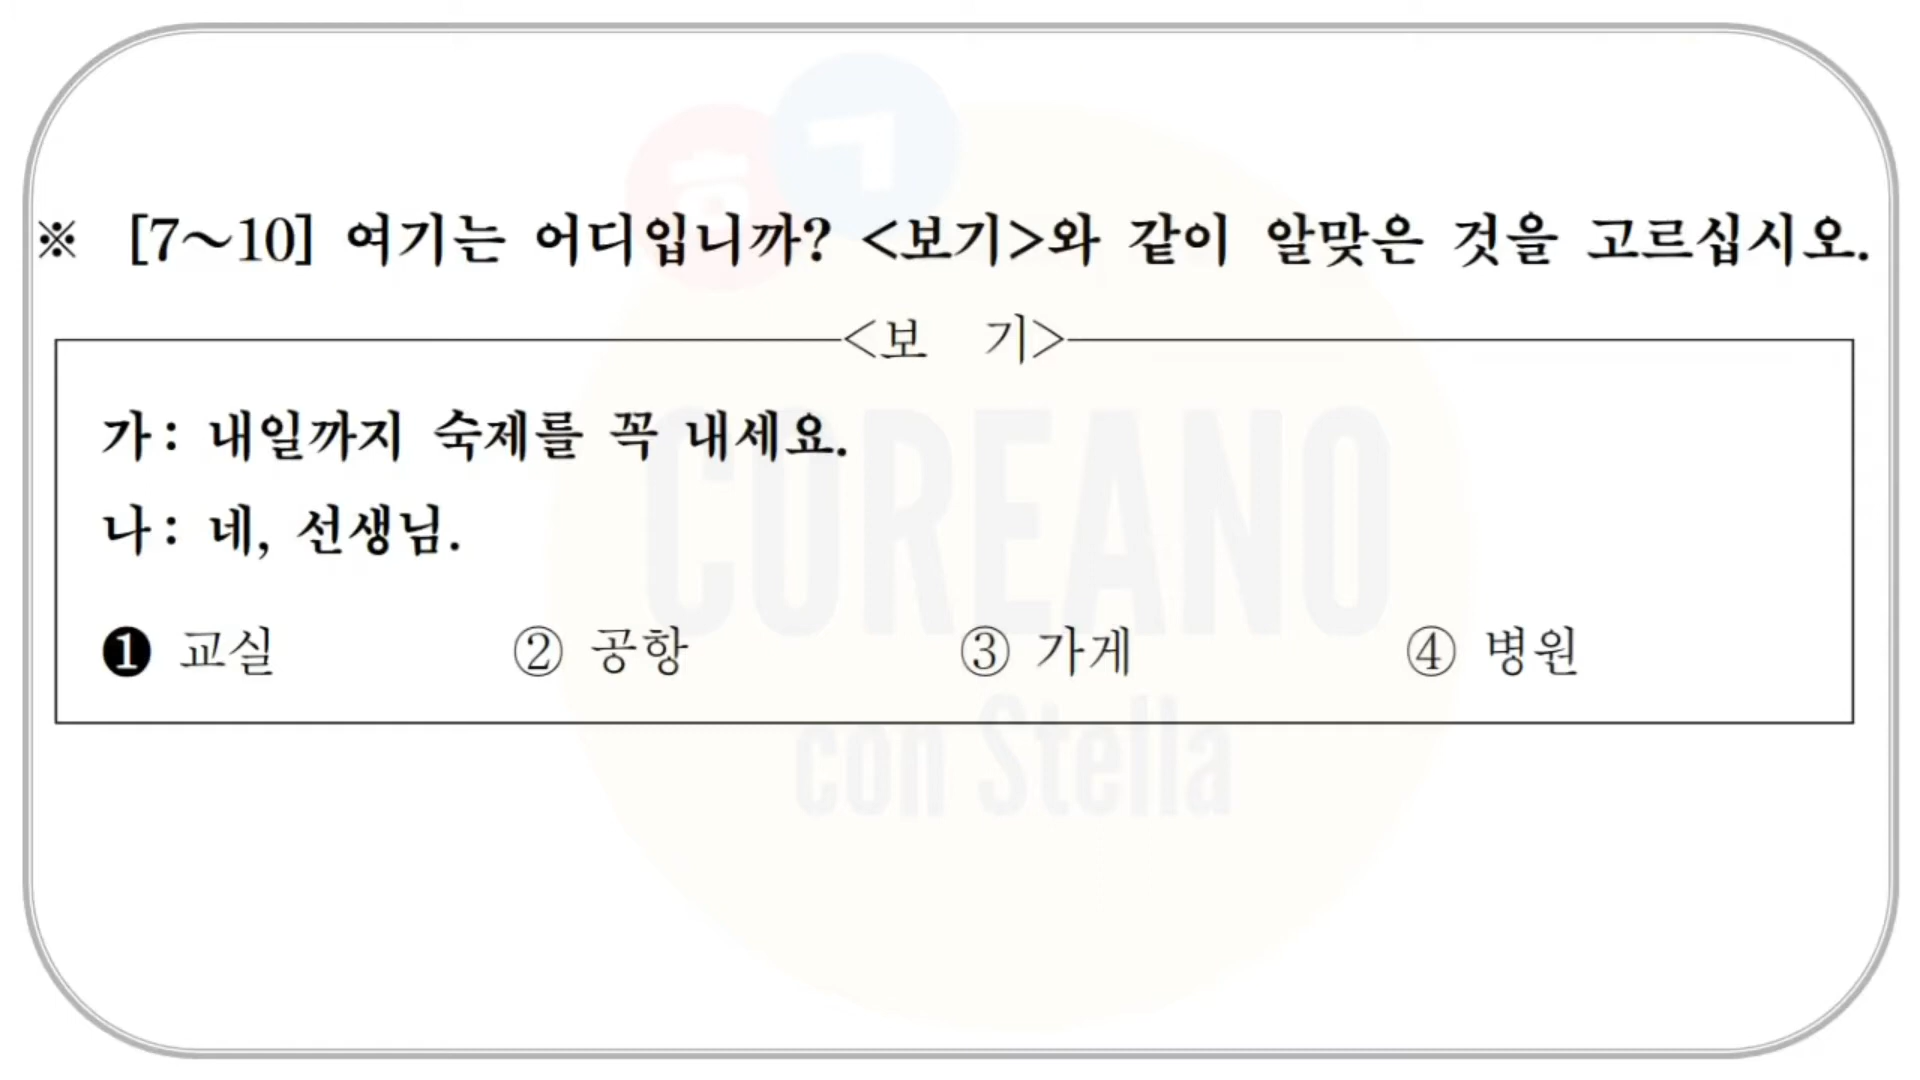 ※ [7～10] 여기는 어디입니까? <보기>와 같이 알맞은 것을 고르십시오.
<보 기>
가: 내일까지 숙제를 꼭 내세요.
나: 네, 선생님.
❶ 교실 ② 공항 ③ 가게 ④ 병원
ㅎ ㄱ
COREANO
con Stella